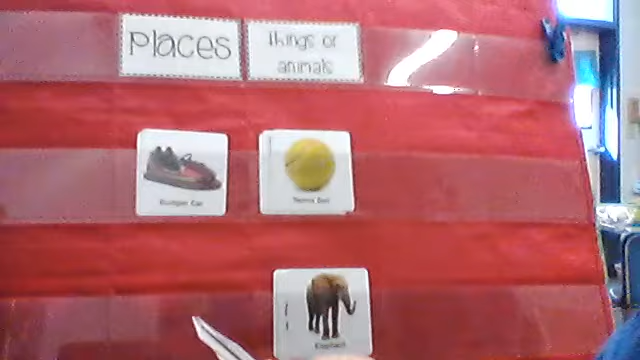 Places
things or
animals
Bumper Car
Tennis Ball
Elephant